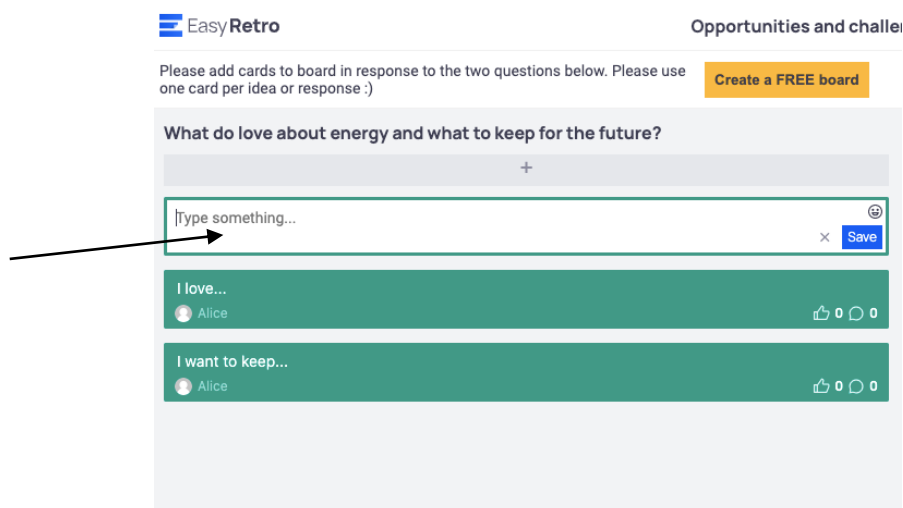 EasyRetro
Opportunities and challe
Please add cards to board in response to the two questions below. Please use
one card per idea or response :)
Create a FREE board
What do love about energy and what to keep for the future?
+
Type something...
× Save
I love...
Alice
0 0
I want to keep...
Alice
0 0